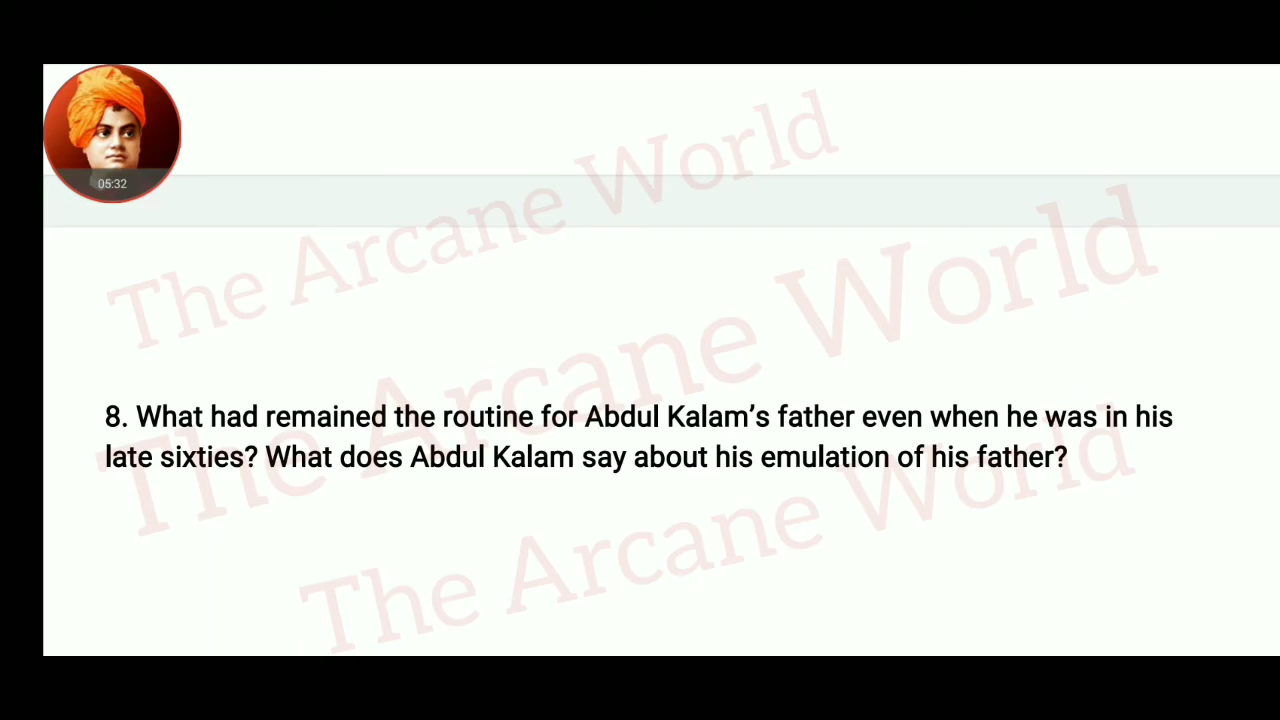 The Arcane World
05:32
The Arcane World
8. What had remained the routine for Abdul Kalam’s father even when he was in his
late sixties? What does Abdul Kalam say about his emulation of his father?
The Arcane World